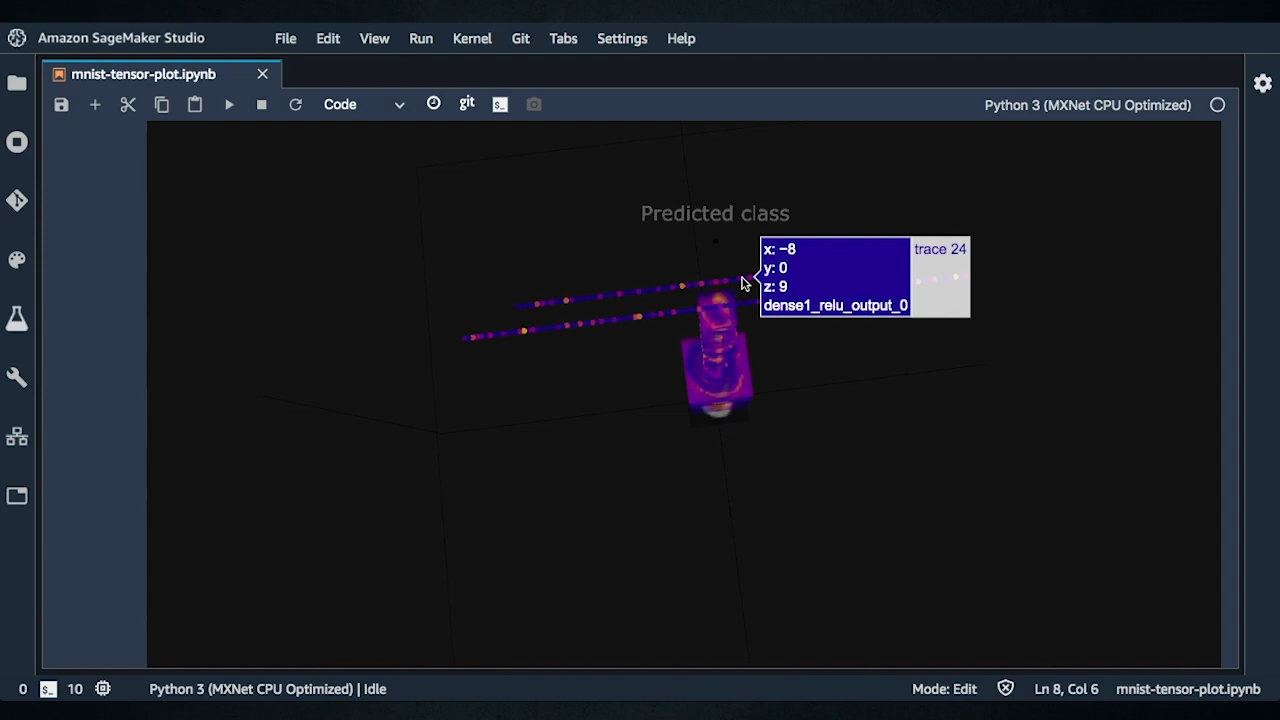 Amazon SageMaker Studio
File Edit View Run Kernel Git Tabs Settings Help
mnist-tensor-plot.ipynb
Code
git
$_
Python 3 (MXNet CPU Optimized)
Predicted class
x: −8
trace 24
y: 0
z: 9
dense1_relu_output_0
0 $_ 10 Python 3 (MXNet CPU Optimized) | Idle
Mode: Edit Ln 8, Col 6 mnist-tensor-plot.ipynb